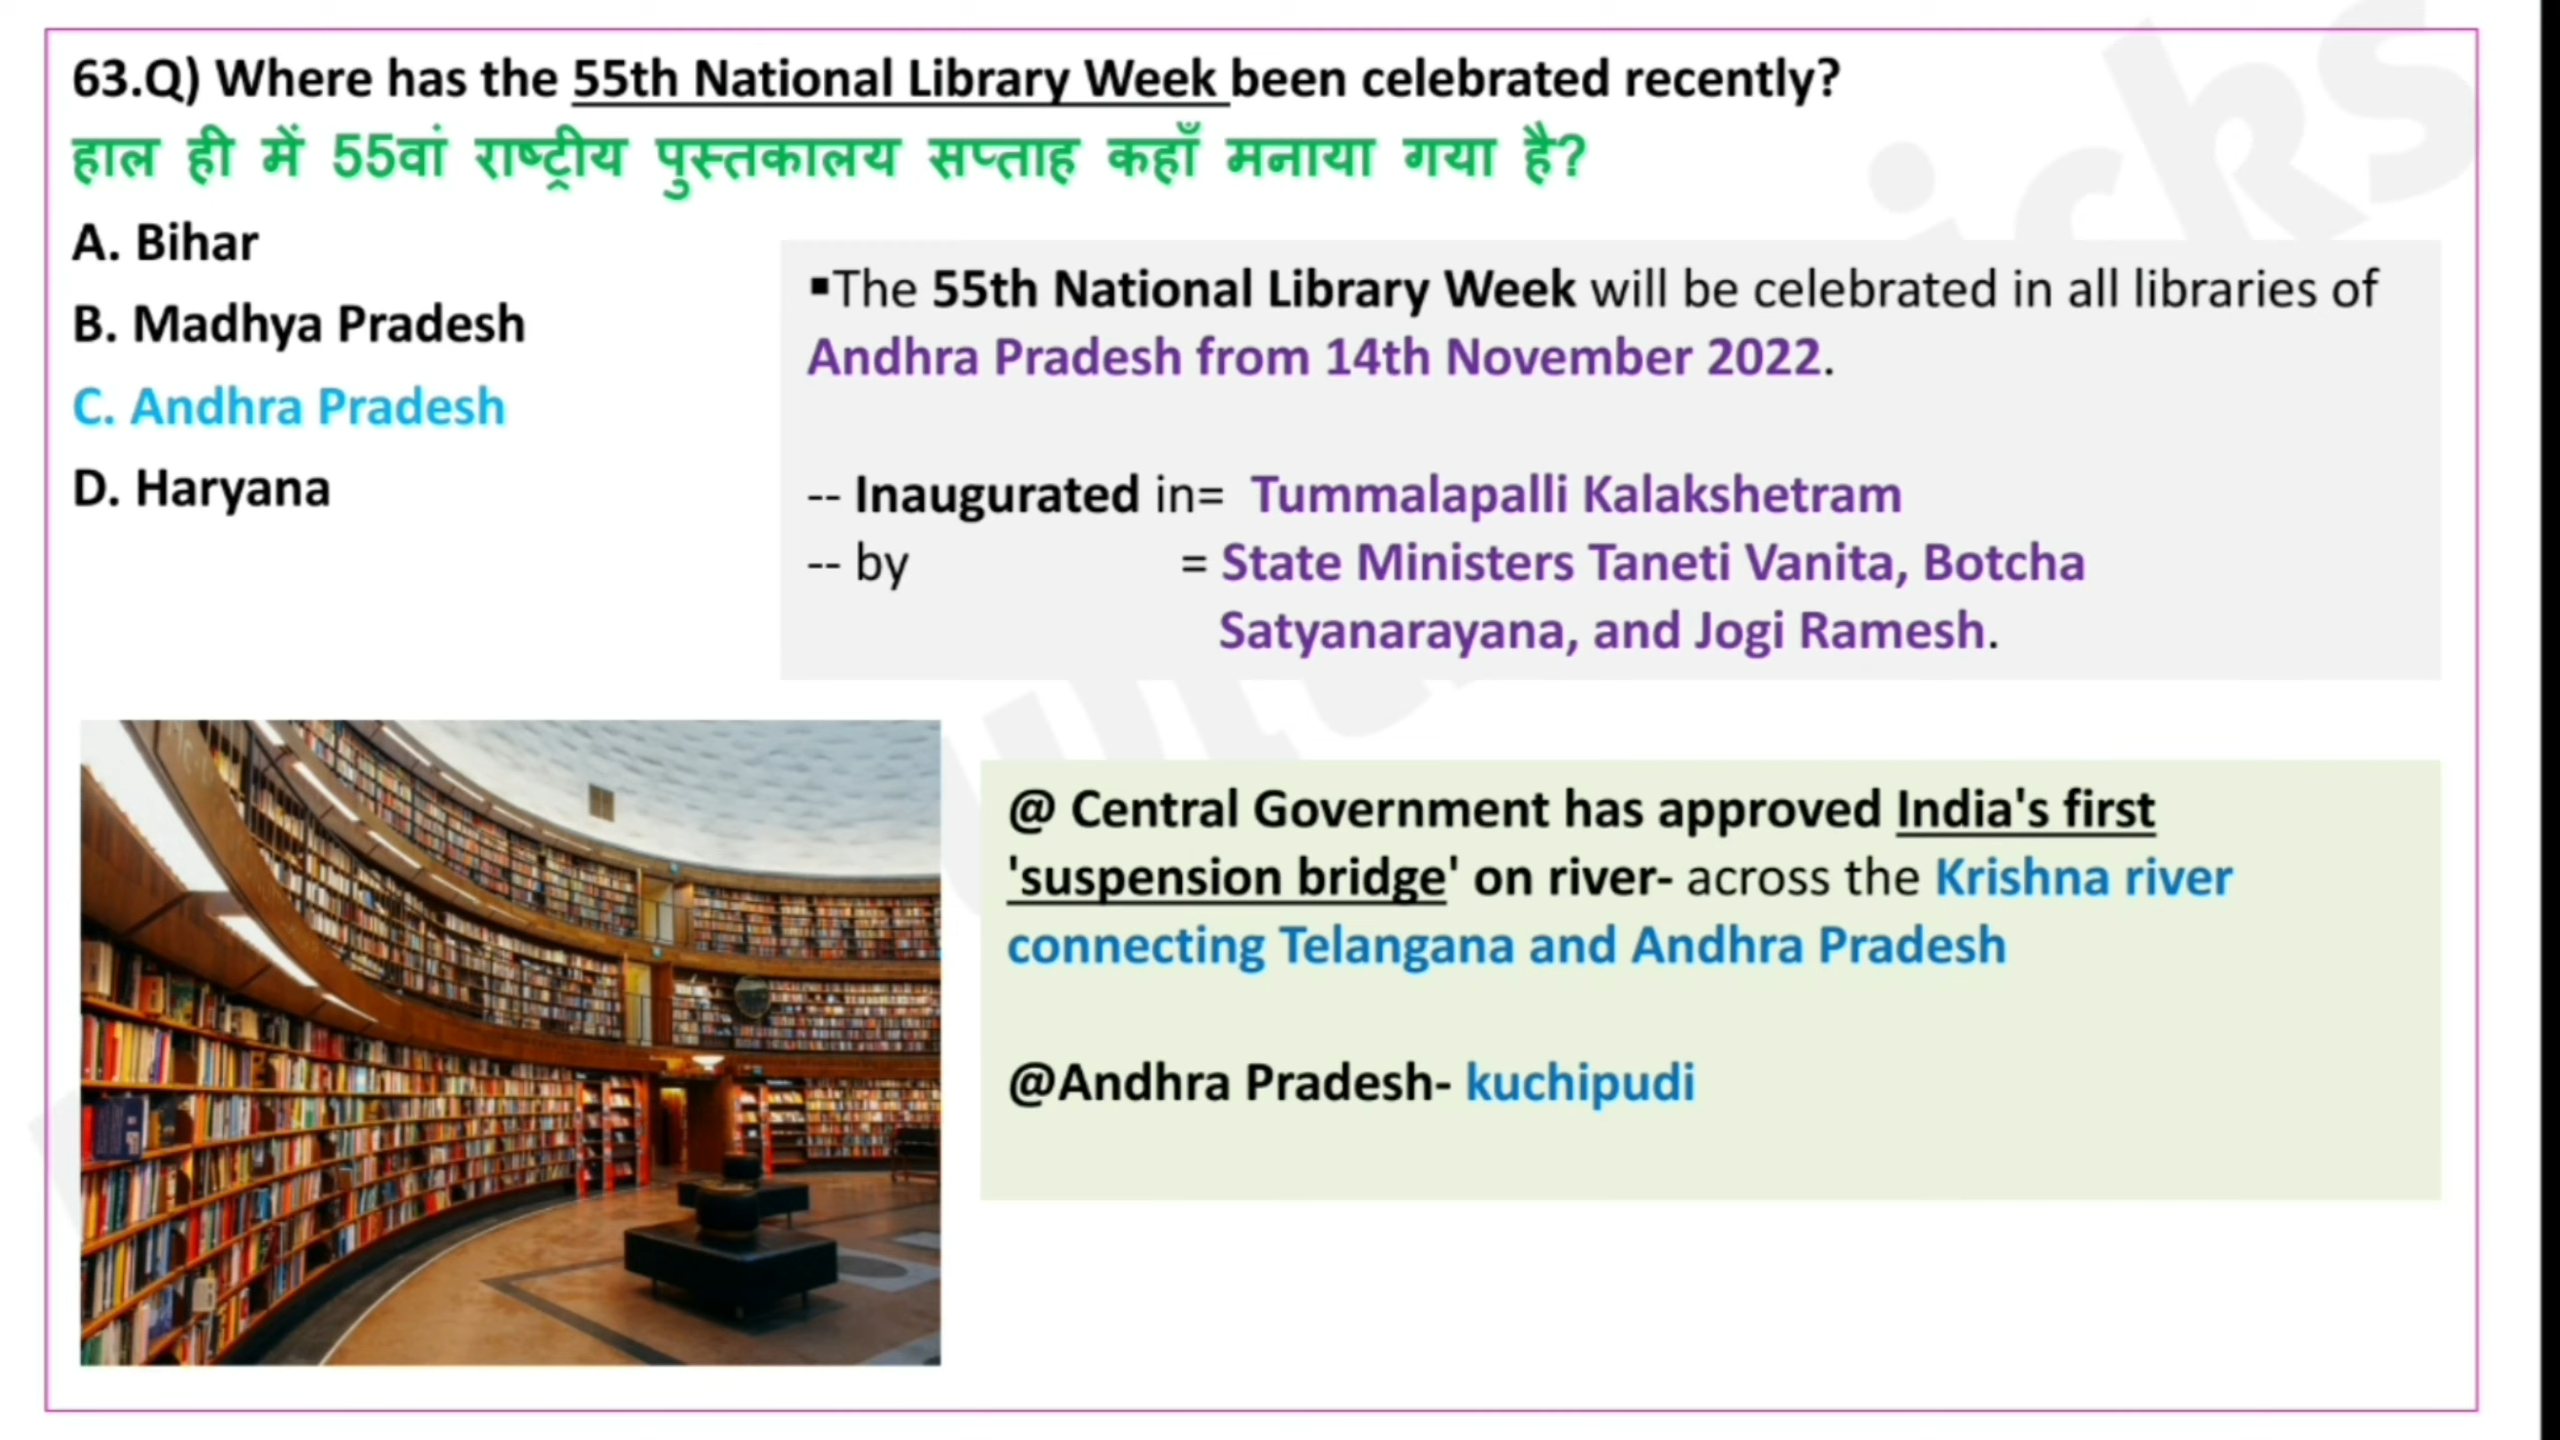 63.Q) Where has the 55th National Library Week been celebrated recently?
हाल ही में 55वां राष्ट्रीय पुस्तकालय सप्ताह कहाँ मनाया गया है?
A. Bihar
B. Madhya Pradesh
C. Andhra Pradesh
D. Haryana
▪The 55th National Library Week will be celebrated in all libraries of
Andhra Pradesh from 14th November 2022.
-- Inaugurated in= Tummalapalli Kalakshetram
-- by = State Ministers Taneti Vanita, Botcha
Satyanarayana, and Jogi Ramesh.
@ Central Government has approved India's first
'suspension bridge' on river- across the Krishna river
connecting Telangana and Andhra Pradesh
@Andhra Pradesh- kuchipudi